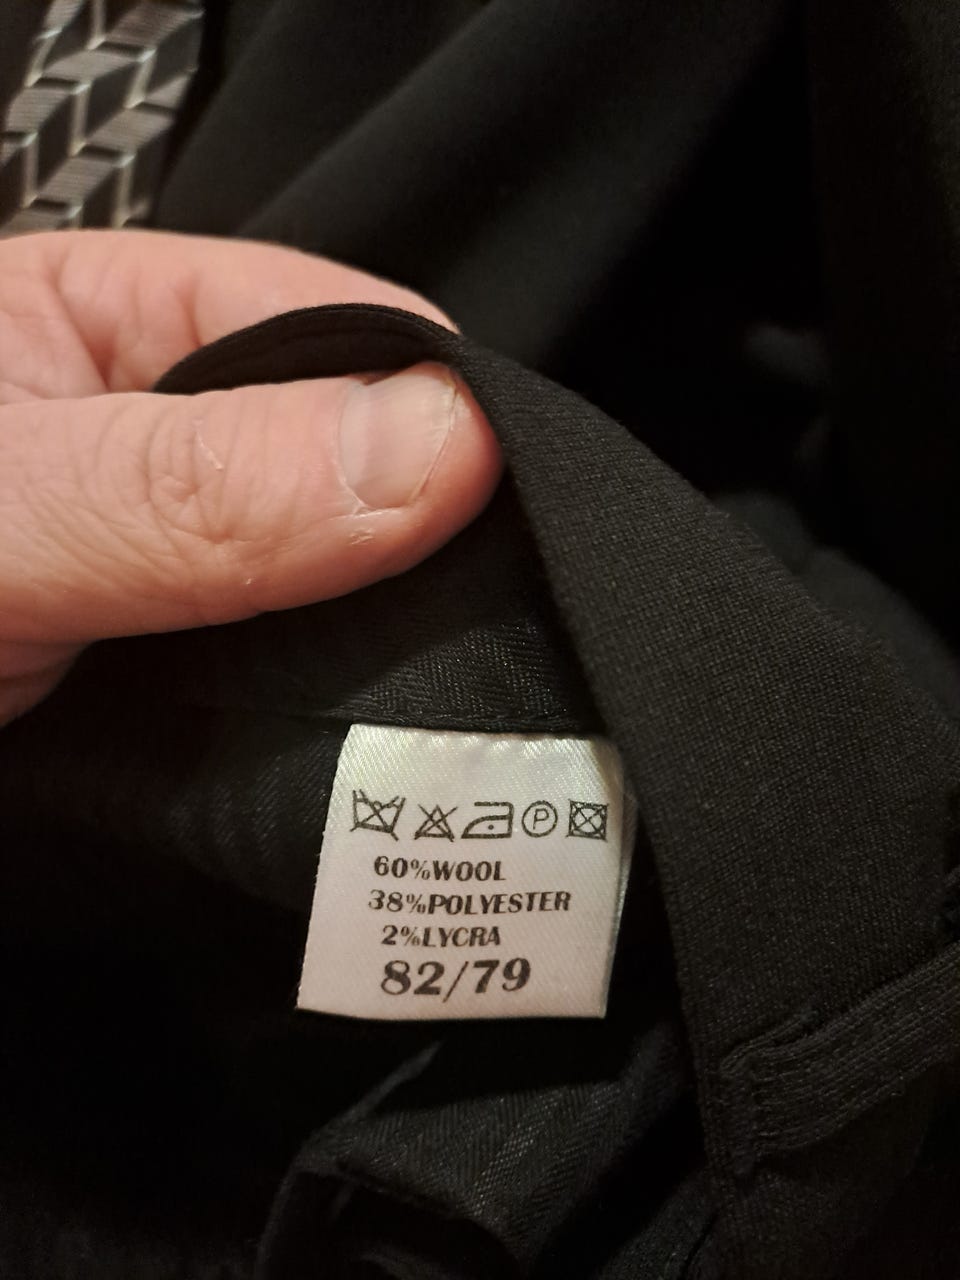 P
60%WOOL
38%POLYESTER
2%LYCRA
82/79